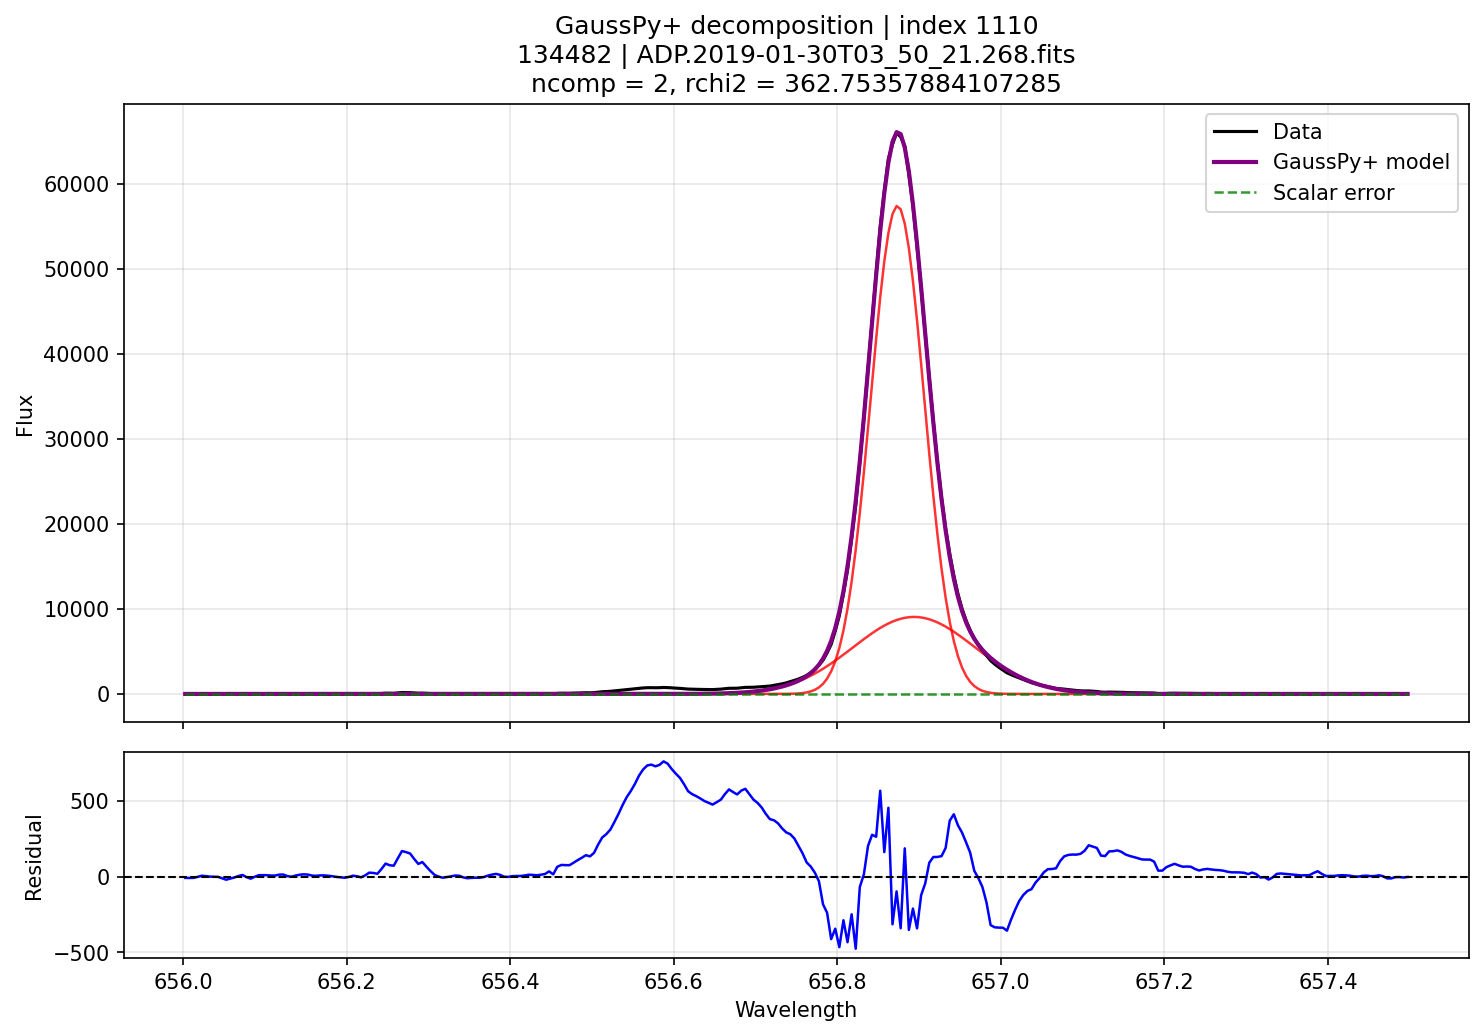 GaussPy+ decomposition | index 1110
134482 | ADP.2019-01-30T03_50_21.268.fits
ncomp = 2, rchi2 = 362.75357884107285
Data
GaussPy+ model
Scalar error
Flux
60000
50000
40000
30000
20000
10000
0
Residual
500
0
−500
656.0
656.2
656.4
656.6
656.8
657.0
657.2
657.4
Wavelength